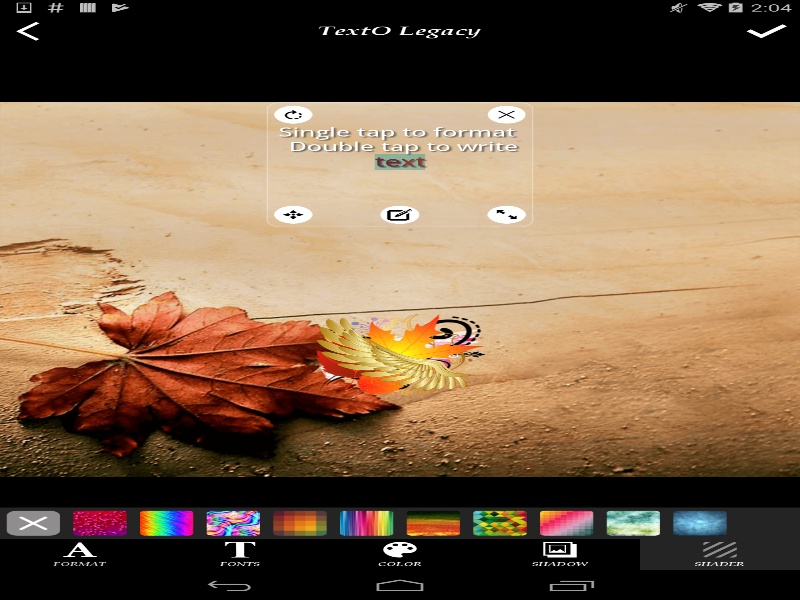 2:04
TextO Legacy
Single tap to format
Double tap to write
text
FORMAT
FONTS
COLOR
SHADOW
SHADER